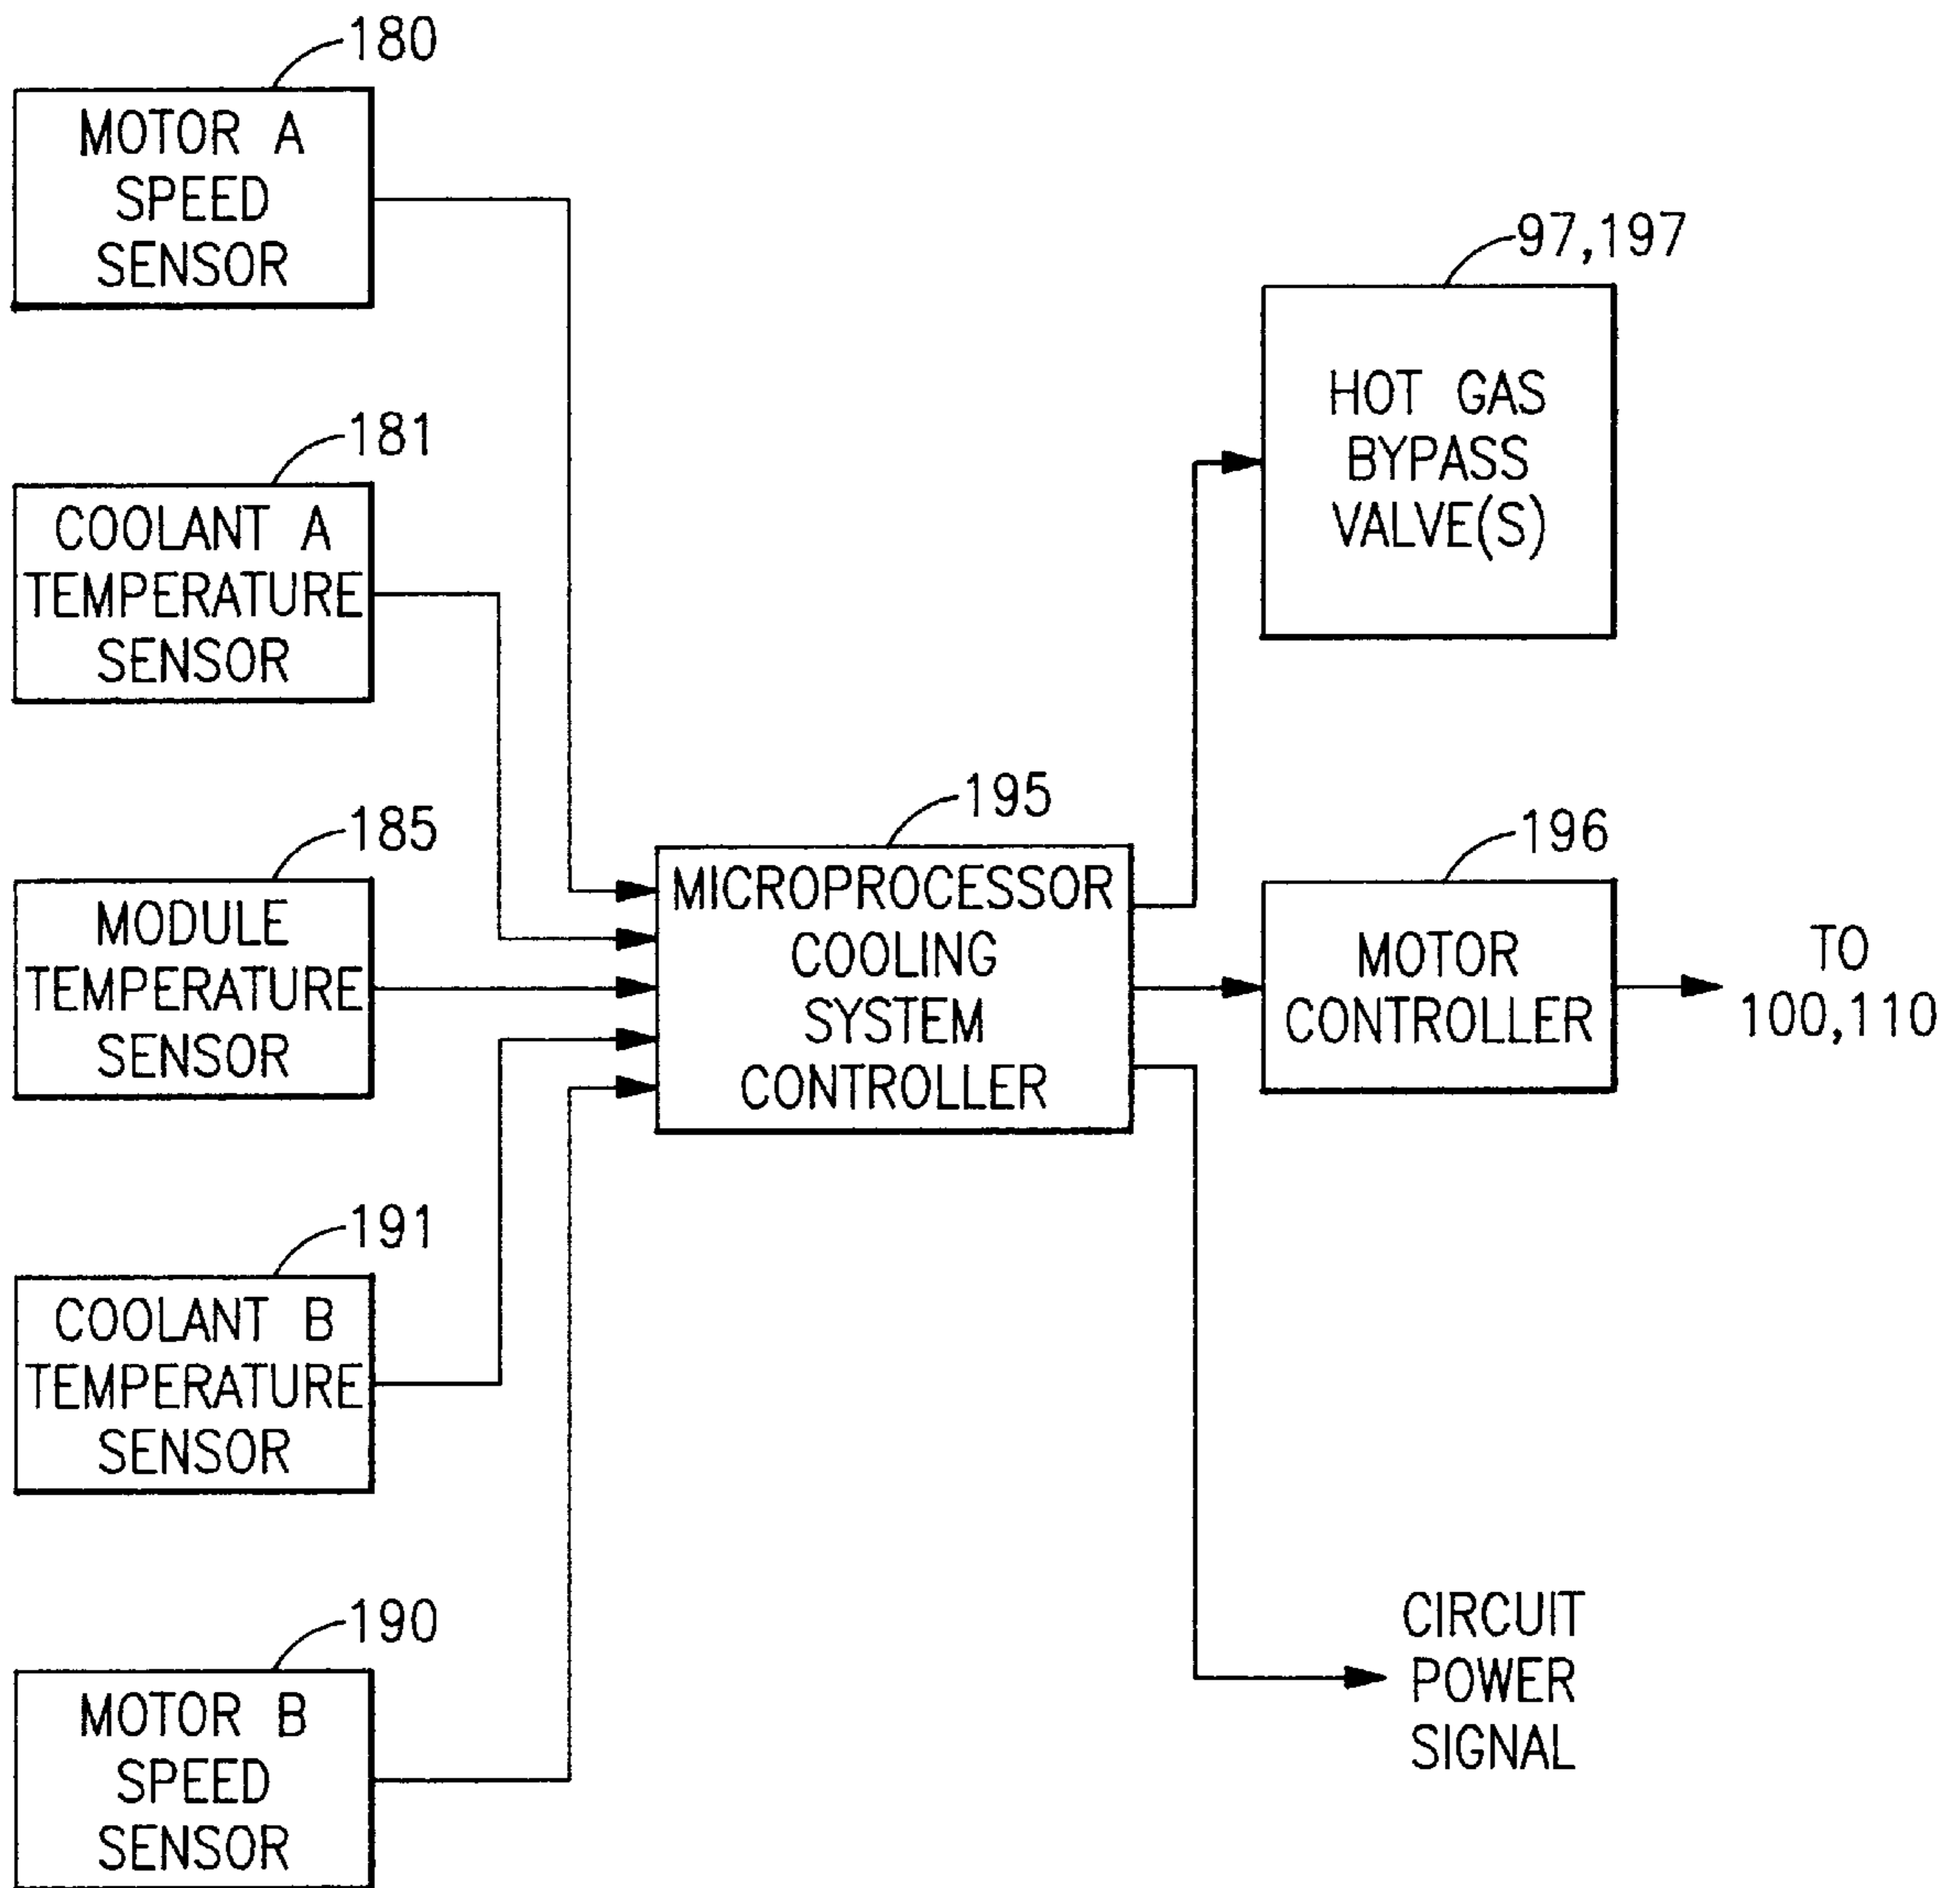 180
MOTOR A
SPEED
SENSOR
181
COOLANT A
TEMPERATURE
SENSOR
185
MODULE
TEMPERATURE
SENSOR
191
COOLANT B
TEMPERATURE
SENSOR
190
MOTOR B
SPEED
SENSOR
195
MICROPROCESSOR
COOLING
SYSTEM
CONTROLLER
97,197
HOT GAS
BYPASS
VALVE(S)
196
MOTOR
CONTROLLER
TO
100,110
CIRCUIT
POWER
SIGNAL